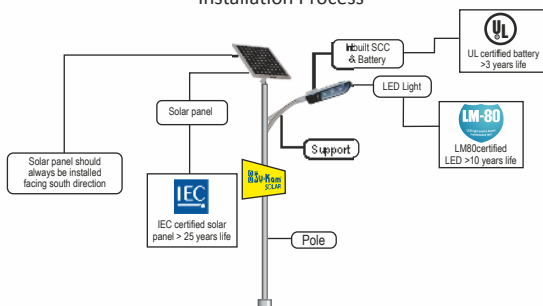 Installation Process
Inbuilt SCC
& Battery
UL
UL certified battery
>3 years life
LED Light
LM-80
LM80certified
LED >10 years life
Solar panel
Support
Solar panel should
always be installed
facing south direction
Su-Kam
SOLAR
IEC
IEC certified solar
panel > 25 years life
Pole